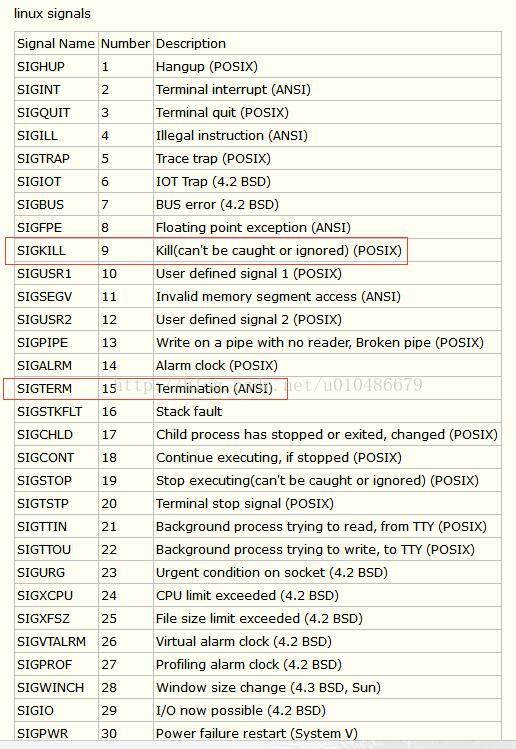 linux signals
Signal Name Number Description
SIGHUP 1 Hangup (POSIX)
SIGINT 2 Terminal interrupt (ANSI)
SIGQUIT 3 Terminal quit (POSIX)
SIGILL 4 Illegal instruction (ANSI)
SIGTRAP 5 Trace trap (POSIX)
SIGIOT 6 IOT Trap (4.2 BSD)
SIGBUS 7 BUS error (4.2 BSD)
SIGFPE 8 Floating point exception (ANSI)
SIGKILL 9 Kill(can't be caught or ignored) (POSIX)
SIGUSR1 10 User defined signal 1 (POSIX)
SIGSEGV 11 Invalid memory segment access (ANSI)
SIGUSR2 12 User defined signal 2 (POSIX)
SIGPIPE 13 Write on a pipe with no reader, Broken pipe (POSIX)
SIGALRM 14 Alarm clock (POSIX)
SIGTERM 15 Termination (ANSI)
SIGSTKFLT 16 Stack fault
SIGCHLD 17 Child process has stopped or exited, changed (POSIX)
SIGCONT 18 Continue executing, if stopped (POSIX)
SIGSTOP 19 Stop executing(can't be caught or ignored) (POSIX)
SIGTSTP 20 Terminal stop signal (POSIX)
SIGTTIN 21 Background process trying to read, from TTY (POSIX)
SIGTTOU 22 Background process trying to write, to TTY (POSIX)
SIGURG 23 Urgent condition on socket (4.2 BSD)
SIGXCPU 24 CPU limit exceeded (4.2 BSD)
SIGXFSZ 25 File size limit exceeded (4.2 BSD)
SIGVTALRM 26 Virtual alarm clock (4.2 BSD)
SIGPROF 27 Profiling alarm clock (4.2 BSD)
SIGWINCH 28 Window size change (4.3 BSD, Sun)
SIGIO 29 I/O now possible (4.2 BSD)
SIGPWR 30 Power failure restart (System V)